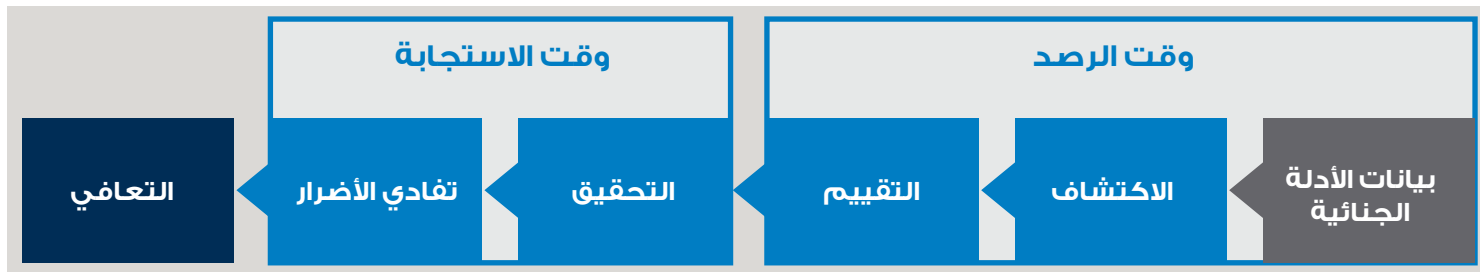 وقت الرصد
وقت الاستجابة
بيانات الأدلة
الجنائية
الاكتشاف
التقييم
التحقيق
تفادي الأضرار
التعافي